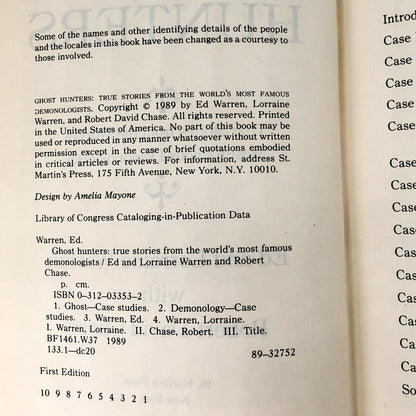 Some of the names and other identifying details of the people
and the locales in this book have been changed as a courtesy to
those involved.
GHOST HUNTERS: TRUE STORIES FROM THE WORLD'S MOST FAMOUS
DEMONOLOGISTS. Copyright © 1989 by Ed Warren, Lorraine
Warren, and Robert David Chase. All rights reserved. Printed
in the United States of America. No part of this book may be
used or reproduced in any manner whatsoever without written
permission except in the case of brief quotations embodied
in critical articles or reviews. For information, address St.
Martin's Press, 175 Fifth Avenue, New York, N.Y. 10010.
Design by Amelia Mayone
Library of Congress Cataloging-in-Publication Data
Warren, Ed.
Ghost hunters: true stories from the world's most famous
demonologists / Ed and Lorraine Warren and Robert
Chase.
p. cm.
ISBN 0-312-03353-2
1. Ghost—Case studies. 2. Demonology—Case
studies. 3. Warren, Ed. 4. Warren, Lorraine.
I. Warren, Lorraine. II. Chase, Robert. III. Title.
BF1461.W37 1989
133.1—dc20 89-32752
First Edition
10 9 8 7 6 5 4 3 2 1
Introd
Case
Case
Case
Case
Case
Case
Case
Case
Case
Case
Case
Case
Case
Case
So